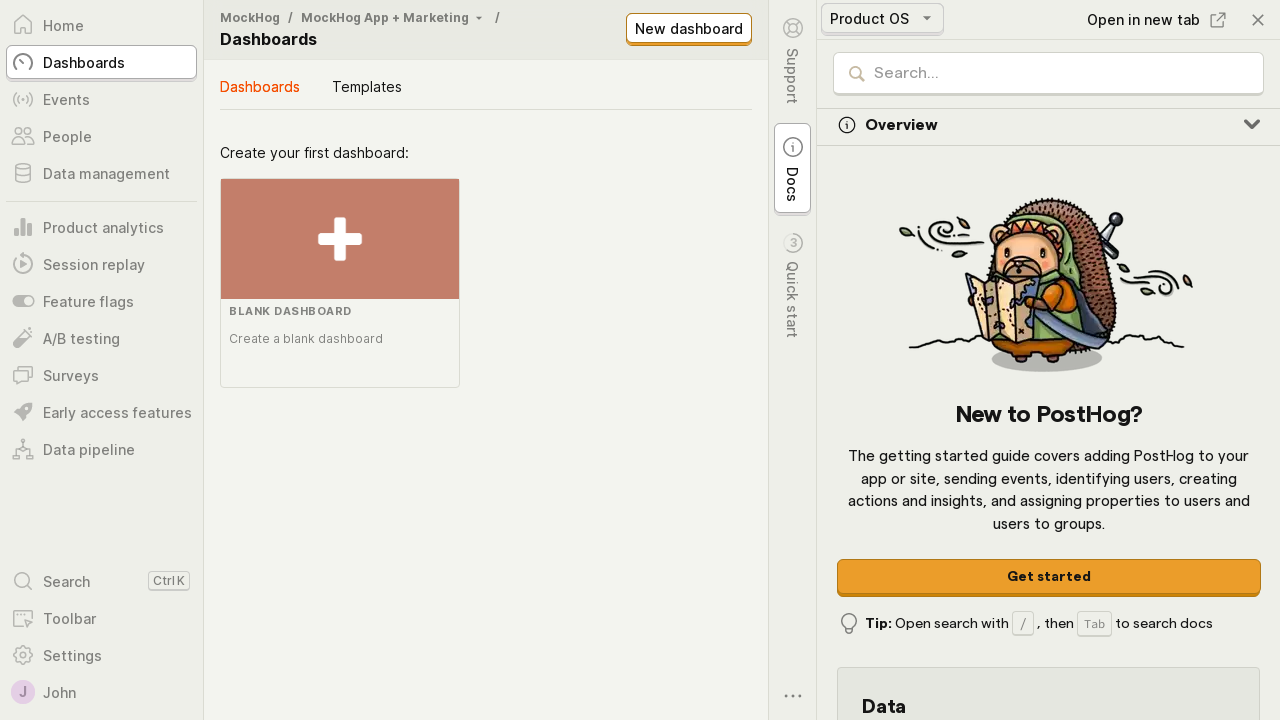 Home
Dashboards
Events
People
Data management
Product analytics
Session replay
Feature flags
A/B testing
Surveys
Early access features
Data pipeline
Search Ctrl K
Toolbar
Settings
J John
MockHog / MockHog App + Marketing /
Dashboards
New dashboard
Dashboards Templates
Create your first dashboard:
BLANK DASHBOARD
Create a blank dashboard
Support
Docs
3 Quick start
Product OS
Open in new tab
Search...
Overview
New to PostHog?
The getting started guide covers adding PostHog to your
app or site, sending events, identifying users, creating
actions and insights, and assigning properties to users and
users to groups.
Get started
Tip: Open search with / , then Tab to search docs
Data